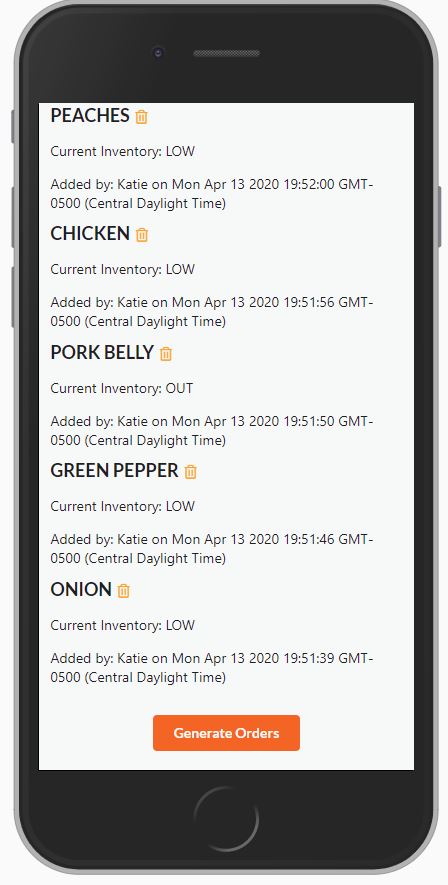 PEACHES
Current Inventory: LOW
Added by: Katie on Mon Apr 13 2020 19:52:00 GMT-
0500 (Central Daylight Time)
CHICKEN
Current Inventory: LOW
Added by: Katie on Mon Apr 13 2020 19:51:56 GMT-
0500 (Central Daylight Time)
PORK BELLY
Current Inventory: OUT
Added by: Katie on Mon Apr 13 2020 19:51:50 GMT-
0500 (Central Daylight Time)
GREEN PEPPER
Current Inventory: LOW
Added by: Katie on Mon Apr 13 2020 19:51:46 GMT-
0500 (Central Daylight Time)
ONION
Current Inventory: LOW
Added by: Katie on Mon Apr 13 2020 19:51:39 GMT-
0500 (Central Daylight Time)
Generate Orders